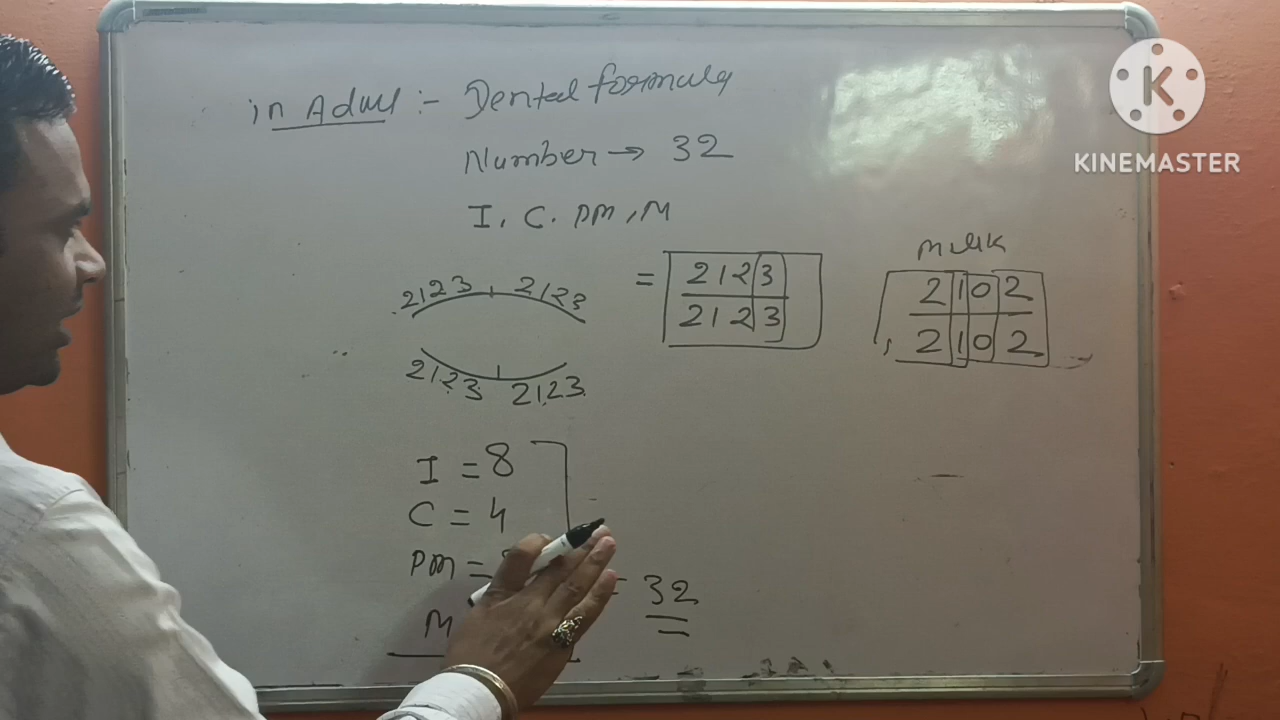 in Adul :- Dental formula
Number → 32
I, C. PM, M
2123 2123
2123 2123
= 2123
2123
milk
2102
, 2102
I = 8
C = 4
PM =
M
= 32
K
KINEMASTER